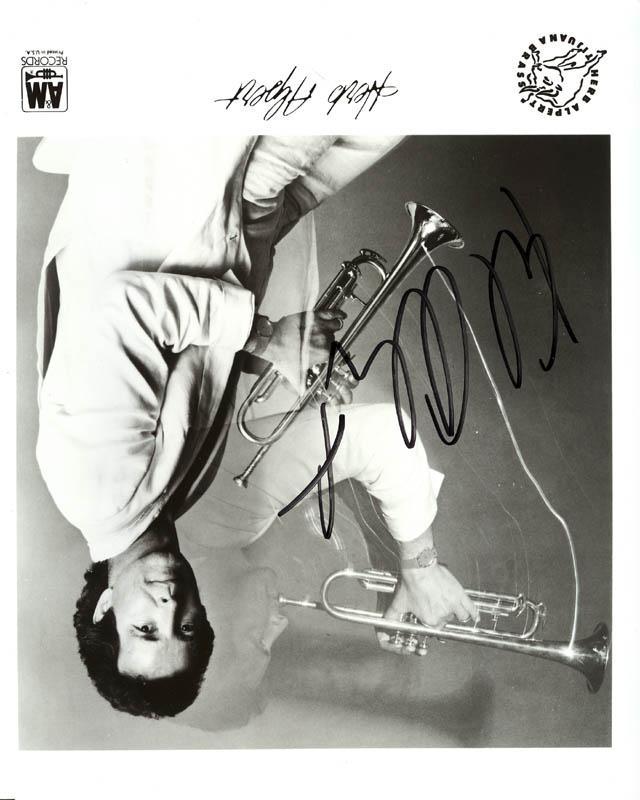 HERB ALPERT
TIJUANA BRASS
Herb Alpert
A&M
RECORDS
Printed in U.S.A.